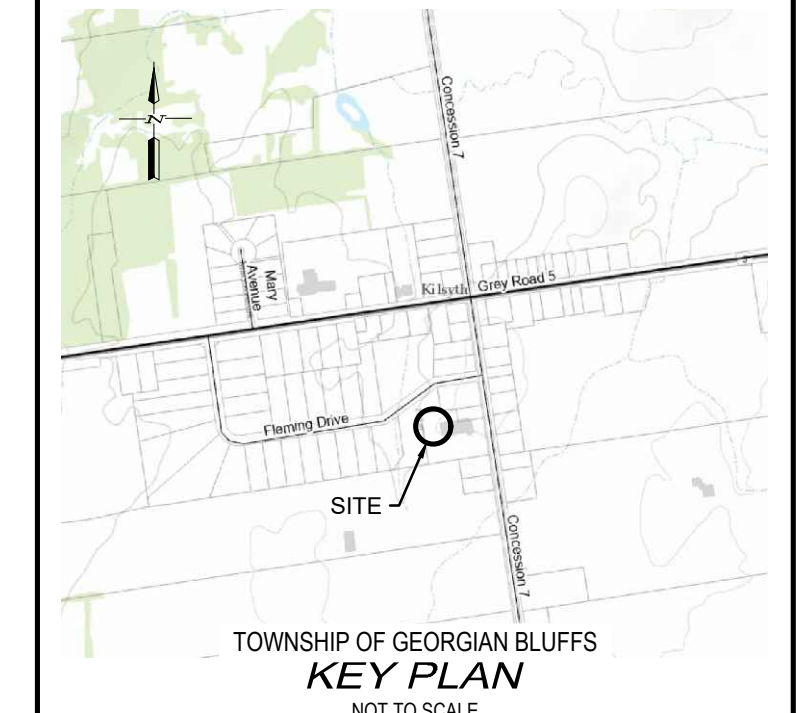 N
Concession 7
Mary
Avenue
Kilsyth
Grey Road 5
Fleming Drive
SITE
Concession 7
TOWNSHIP OF GEORGIAN BLUFFS
KEY PLAN
NOT TO SCALE